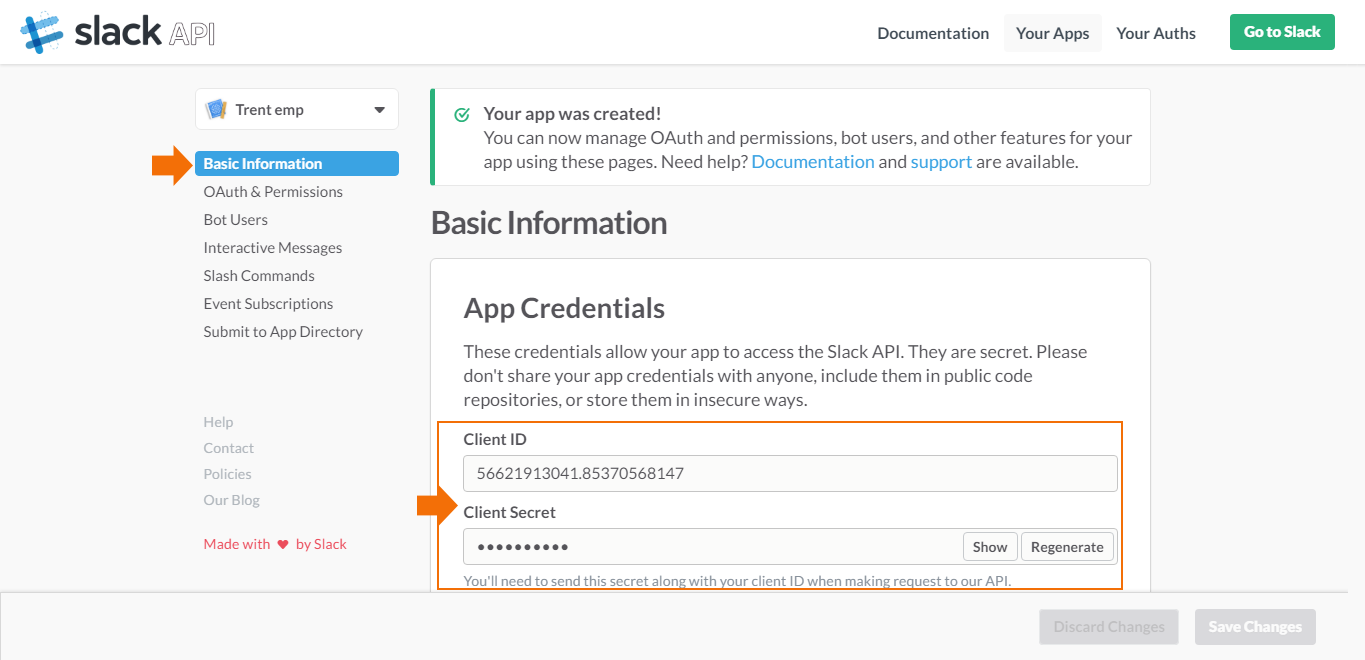 slack API
Documentation
Your Apps
Your Auths
Go to Slack
Trent emp
Basic Information
OAuth & Permissions
Bot Users
Interactive Messages
Slash Commands
Event Subscriptions
Submit to App Directory
Help
Contact
Policies
Our Blog
Made with ❤ by Slack
Your app was created!
You can now manage OAuth and permissions, bot users, and other features for your
app using these pages. Need help? Documentation and support are available.
Basic Information
App Credentials
These credentials allow your app to access the Slack API. They are secret. Please
don't share your app credentials with anyone, include them in public code
repositories, or store them in insecure ways.
Client ID
56621913041.85370568147
Client Secret
••••••••••
Show
Regenerate
You'll need to send this secret along with your client ID when making request to our API.
Discard Changes
Save Changes